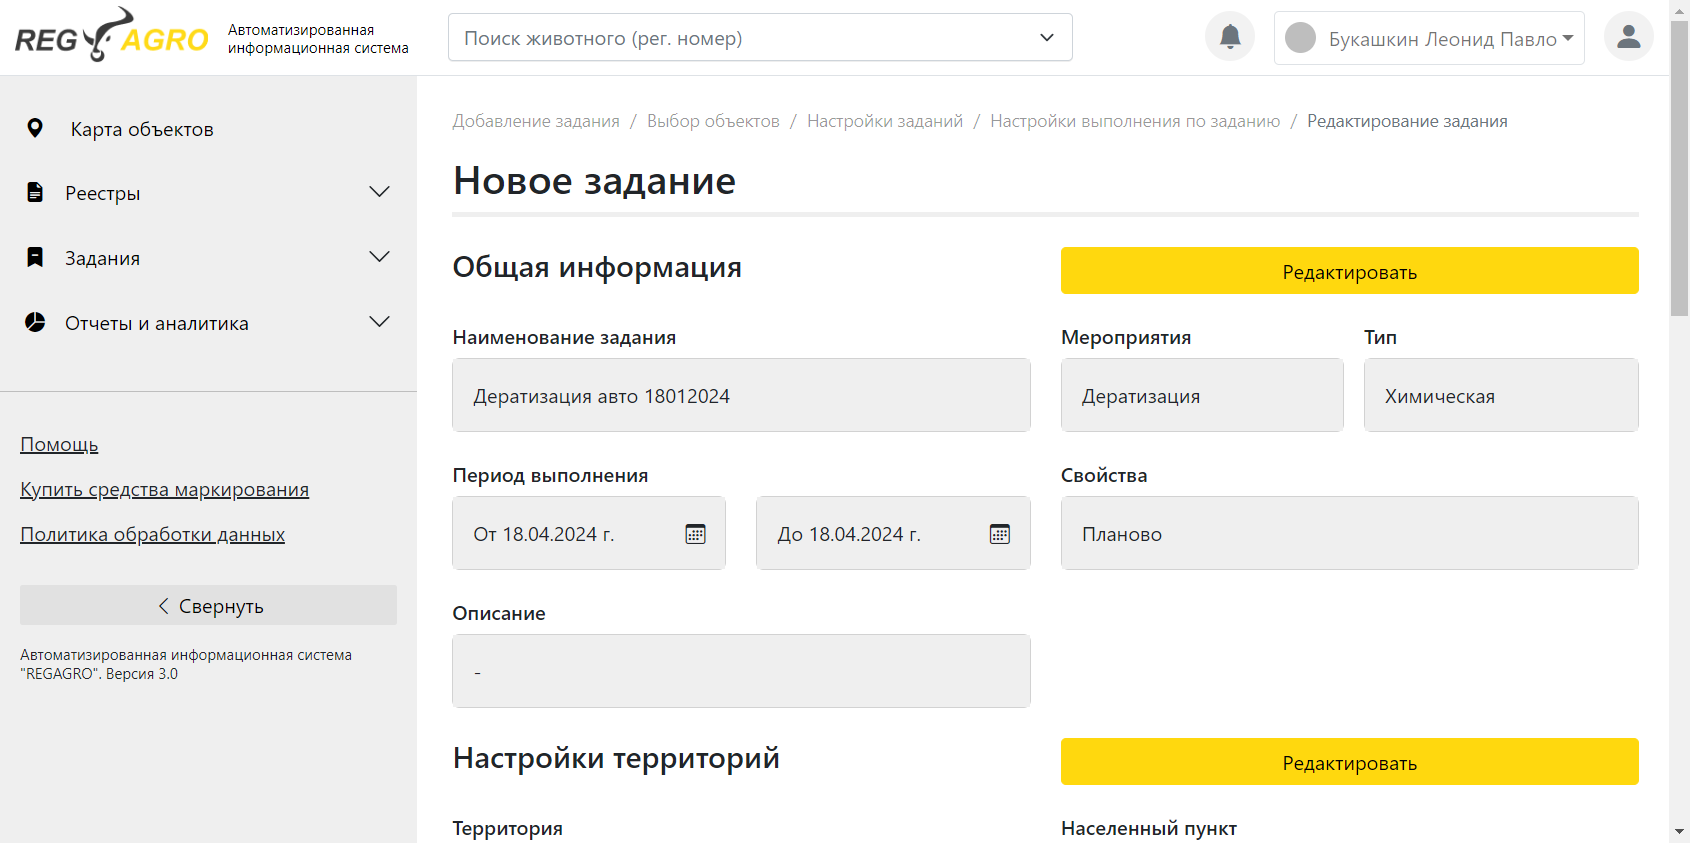 REG AGRO
Автоматизированная
информационная система
Поиск животного (рег. номер)
Букашкин Леонид Павло
Карта объектов
Реестры
Задания
Отчеты и аналитика
Помощь
Купить средства маркирования
Политика обработки данных
Свернуть
Автоматизированная информационная система
"REGAGRO". Версия 3.0
Добавление задания / Выбор объектов / Настройки заданий / Настройки выполнения по заданию / Редактирование задания
Новое задание
Общая информация
Редактировать
Наименование задания
Мероприятия
Тип
Дератизация авто 18012024
Дератизация
Химическая
Период выполнения
Свойства
От 18.04.2024 г.
До 18.04.2024 г.
Планово
Описание
-
Настройки территорий
Редактировать
Территория
Населенный пункт